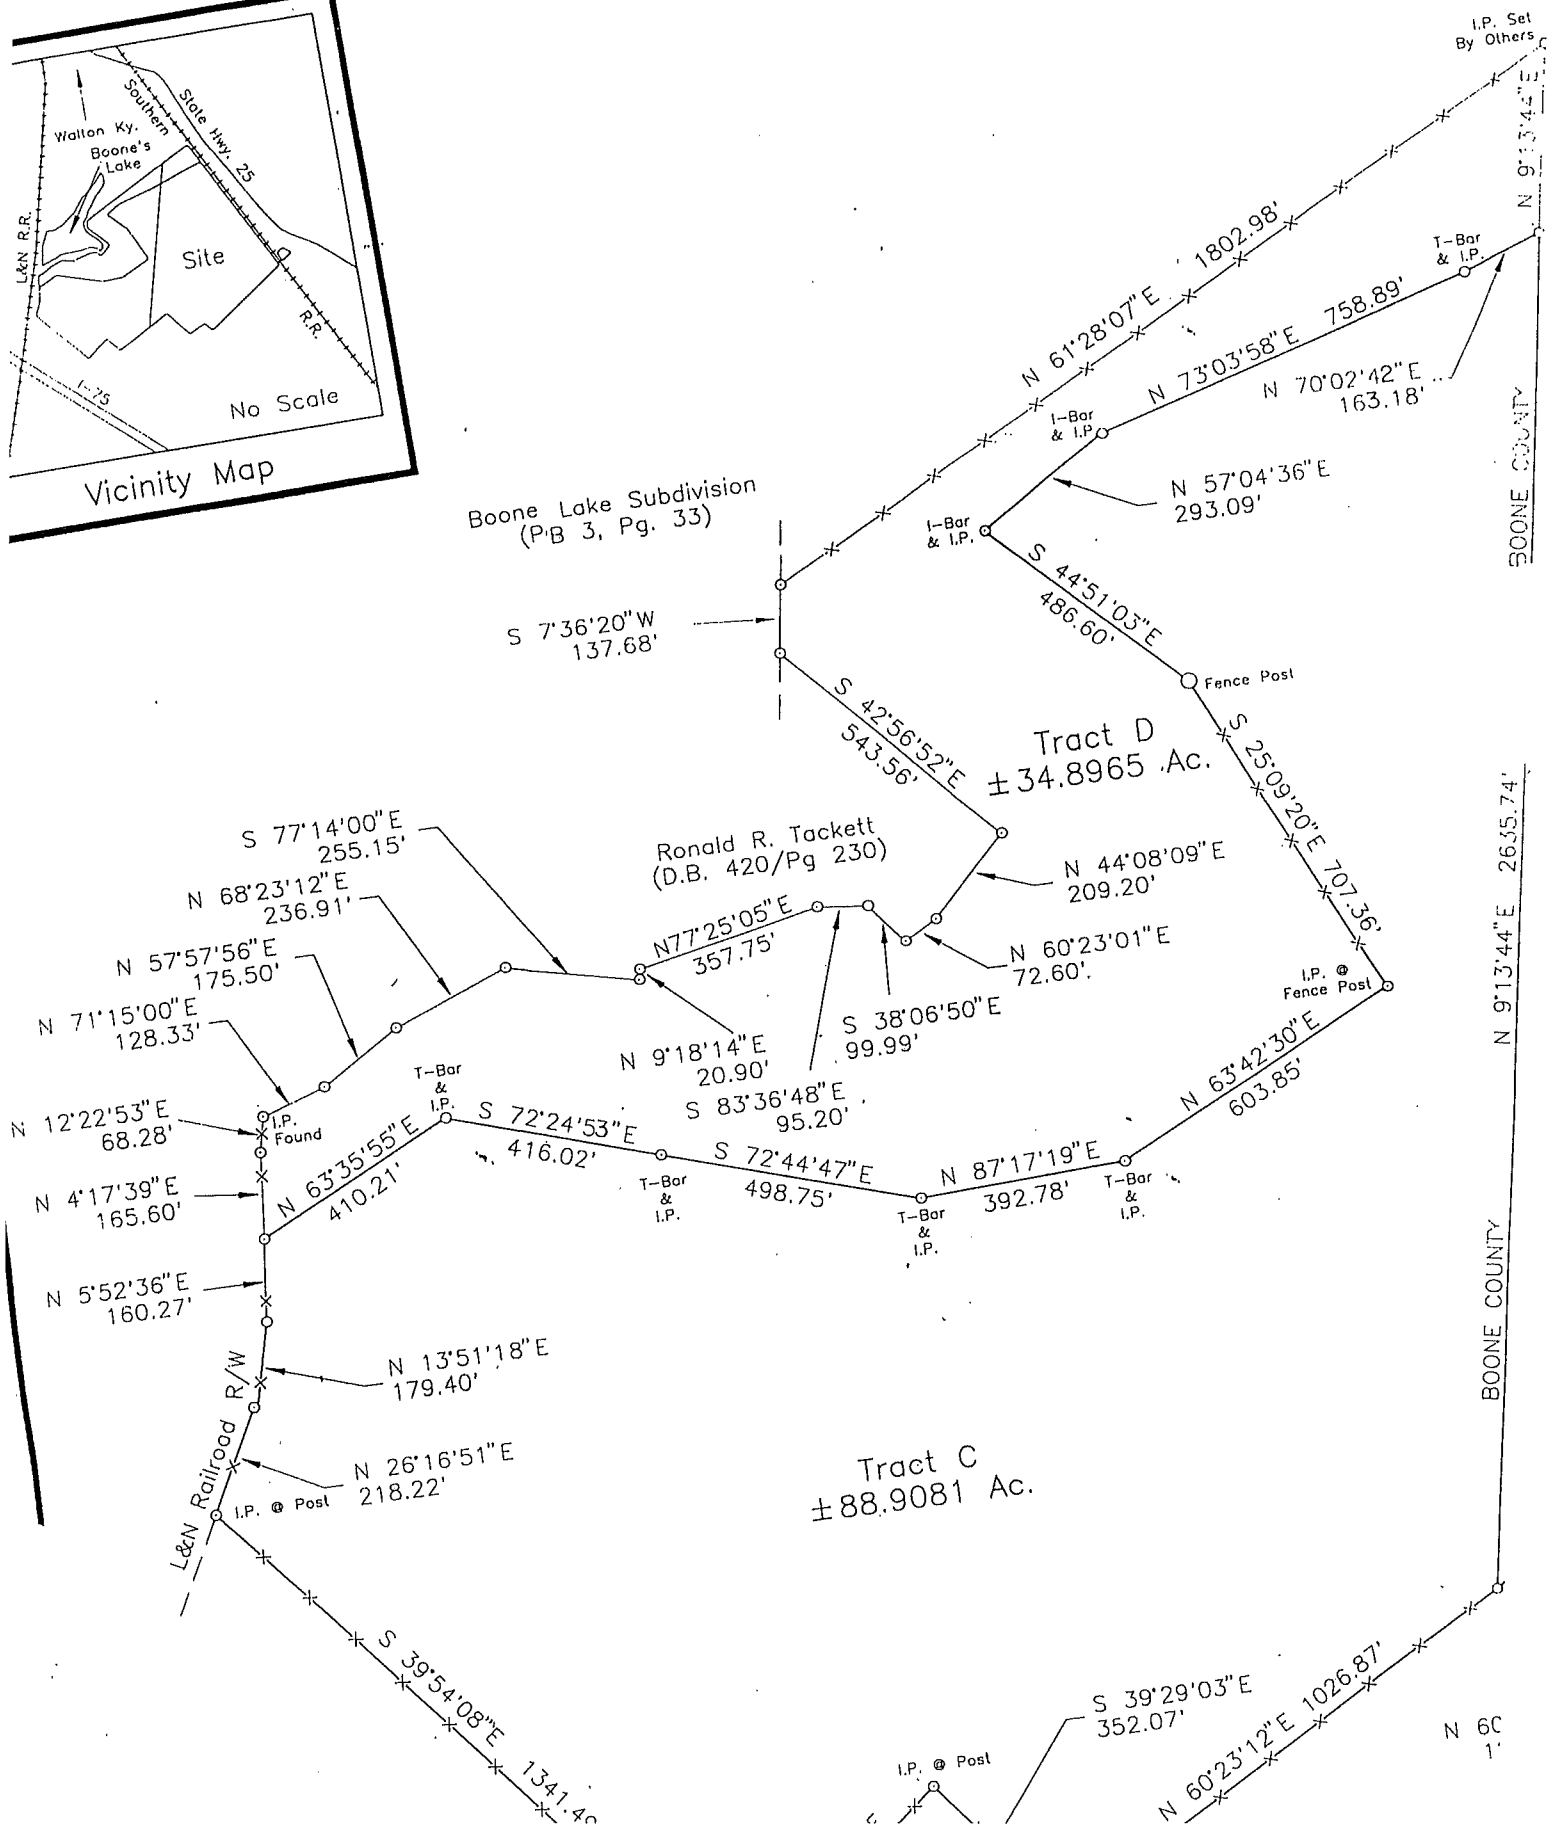 I.P. Set
By Others
N 9°13'44"E
Southern
State Hwy. 25
Walton Ky.
Boone's
Lake
L&N R.R.
Site
R.R.
I-75
No Scale
Vicinity Map
N 61°28'07"E 1802.98'
T-Bar
& I.P.
N 73°03'58"E 758.89'
N 70°02'42"E
163.18'
I-Bar
& I.P.
N 57°04'36"E
293.09'
BOONE COUNTY
Boone Lake Subdivision
(P.B 3, Pg. 33)
I-Bar
& I.P.
S 44°51'03"E
486.60'
S 7°36'20"W
137.68'
Fence Post
S 42°56'52"E
543.56'
Tract D
±34.8965 Ac.
S 25°09'20"E 707.36'
S 77°14'00"E
255.15'
Ronald R. Tackett
(D.B. 420/Pg 230)
N 44°08'09"E
209.20'
N 68°23'12"E
236.91'
N77°25'05"E
357.75'
N 60°23'01"E
72.60'
N 57°57'56"E
175.50'
I.P. @
Fence Post
N 9°13'44"E 2635.74'
N 71°15'00"E
128.33'
S 38°06'50"E
99.99'
N 9°18'14"E
20.90'
S 83°36'48"E
95.20'
N 63°42'30"E
603.85'
T-Bar
&
I.P.
N 12°22'53"E
68.28'
I.P.
Found
N 63°35'55"E
410.21'
S 72°24'53"E
416.02'
T-Bar
&
I.P.
S 72°44'47"E
498.75'
N 87°17'19"E
392.78'
T-Bar
&
I.P.
T-Bar
&
I.P.
N 4°17'39"E
165.60'
N 5°52'36"E
160.27'
BOONE COUNTY
N 13°51'18"E
179.40'
L&N Railroad R/W
N 26°16'51"E
218.22'
I.P. @ Post
Tract C
±88.9081 Ac.
S 39°54'08"E 1341.49
S 39°29'03"E
352.07'
I.P. @ Post
N 60°23'12"E 1026.87'
N 60
1'